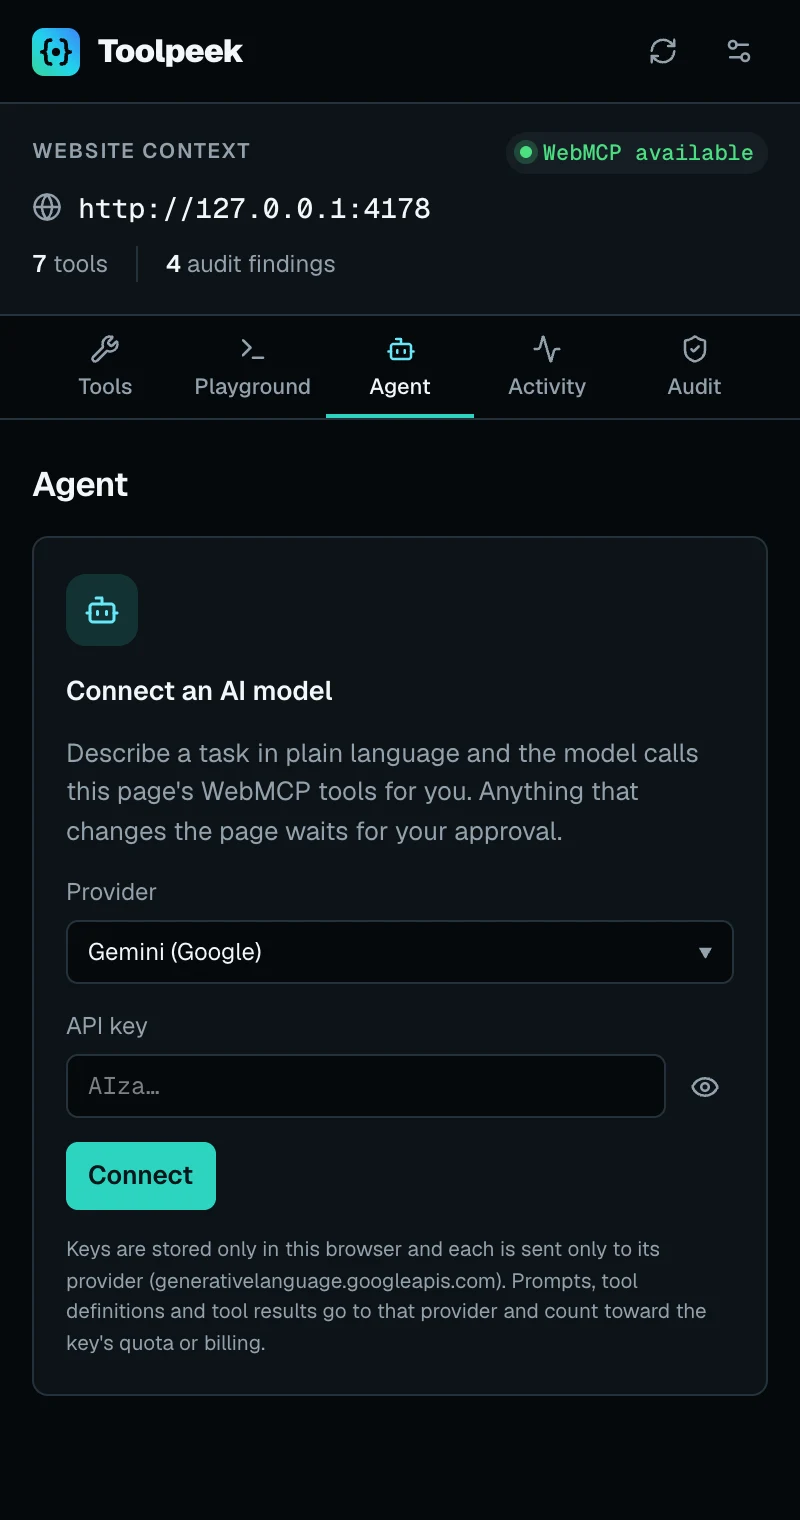 Toolpeek
WEBSITE CONTEXT
WebMCP available
http://127.0.0.1:4178
7 tools
4 audit findings
Tools
Playground
Agent
Activity
Audit
Agent
Connect an AI model
Describe a task in plain language and the model calls
this page's WebMCP tools for you. Anything that
changes the page waits for your approval.
Provider
Gemini (Google)
API key
AIza…
Connect
Keys are stored only in this browser and each is sent only to its
provider (generativelanguage.googleapis.com). Prompts, tool
definitions and tool results go to that provider and count toward the
key's quota or billing.